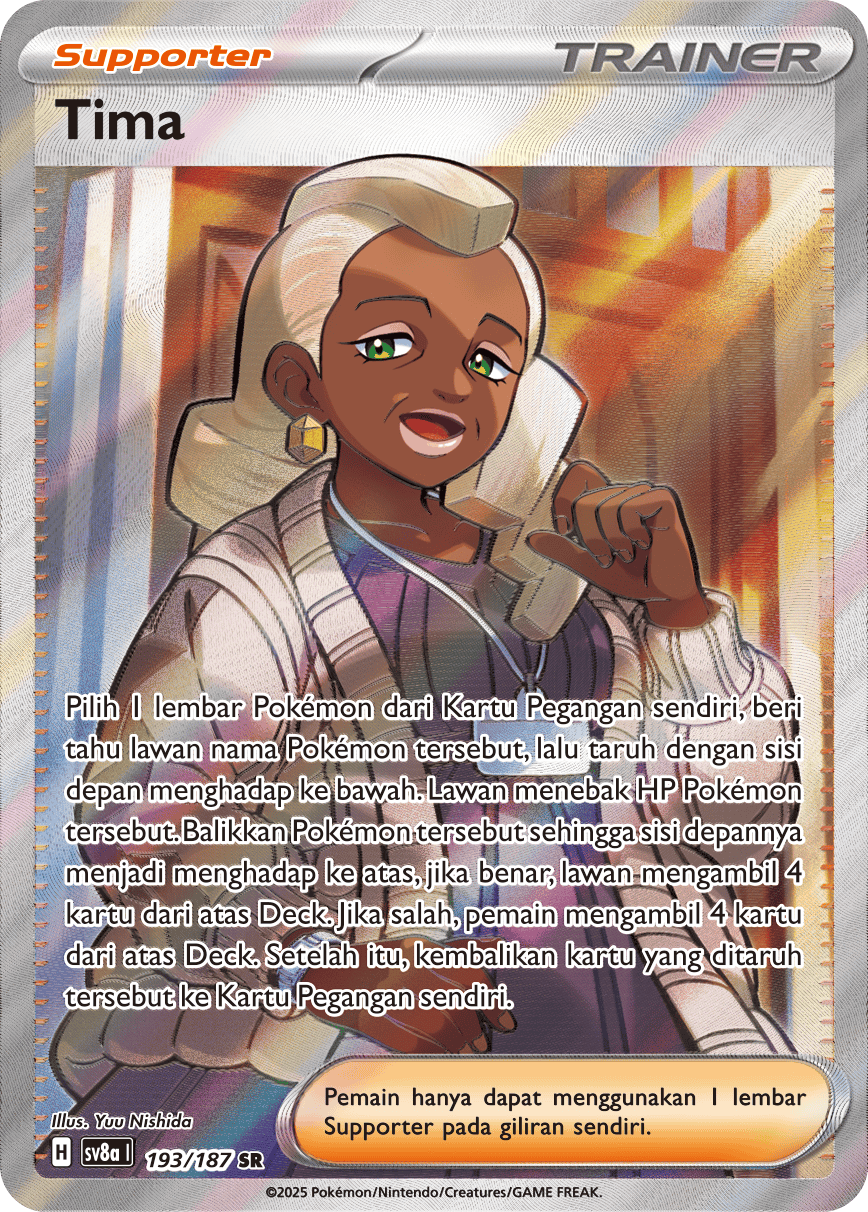 Supporter
TRAINER
Tima
Pilih 1 lembar Pokémon dari Kartu Pegangan sendiri, beri
tahu lawan nama Pokémon tersebut, lalu taruh dengan sisi
depan menghadap ke bawah. Lawan menebak HP Pokémon
tersebut. Balikkan Pokémon tersebut sehingga sisi depannya
menjadi menghadap ke atas, jika benar, lawan mengambil 4
kartu dari atas Deck. Jika salah, pemain mengambil 4 kartu
dari atas Deck. Setelah itu, kembalikan kartu yang ditaruh
tersebut ke Kartu Pegangan sendiri.
Pemain hanya dapat menggunakan 1 lembar
Supporter pada giliran sendiri.
Illus. Yuu Nishida
H sv8a I 193/187 SR
©2025 Pokémon/Nintendo/Creatures/GAME FREAK.